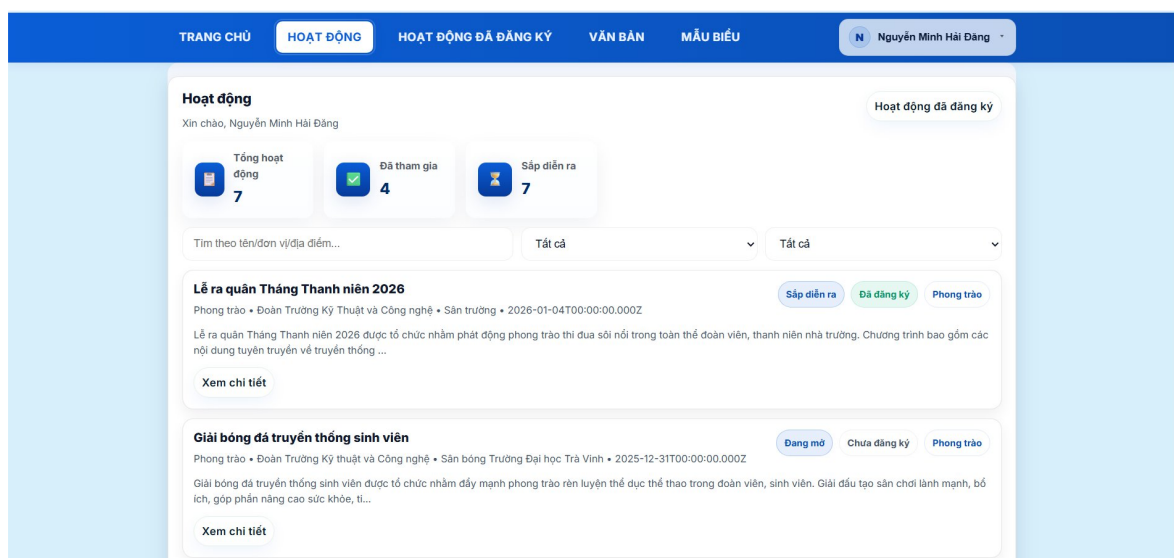 TRANG CHỦ HOẠT ĐỘNG HOẠT ĐỘNG ĐÃ ĐĂNG KÝ VĂN BẢN MẪU BIỂU N Nguyễn Minh Hải Đăng
Hoạt động
Hoạt động đã đăng ký
Xin chào, Nguyễn Minh Hải Đăng
Tổng hoạt
động
7
Đã tham gia
4
Sắp diễn ra
7
Tìm theo tên/đơn vị/địa điểm... Tất cả Tất cả
Lễ ra quân Tháng Thanh niên 2026
Sắp diễn ra Đã đăng ký Phong trào
Phong trào • Đoàn Trường Kỹ Thuật và Công nghệ • Sân trường • 2026-01-04T00:00:00.000Z
Lễ ra quân Tháng Thanh niên 2026 được tổ chức nhằm phát động phong trào thi đua sôi nổi trong toàn thể đoàn viên, thanh niên nhà trường. Chương trình bao gồm các
nội dung tuyên truyền về truyền thống ...
Xem chi tiết
Giải bóng đá truyền thống sinh viên
Đang mở Chưa đăng ký Phong trào
Phong trào • Đoàn Trường Kỹ thuật và Công nghệ • Sân bóng Trường Đại học Trà Vinh • 2025-12-31T00:00:00.000Z
Giải bóng đá truyền thống sinh viên được tổ chức nhằm đẩy mạnh phong trào rèn luyện thể dục thể thao trong đoàn viên, sinh viên. Giải đấu tạo sân chơi lành mạnh, bổ
ích, góp phần nâng cao sức khỏe, ti...
Xem chi tiết